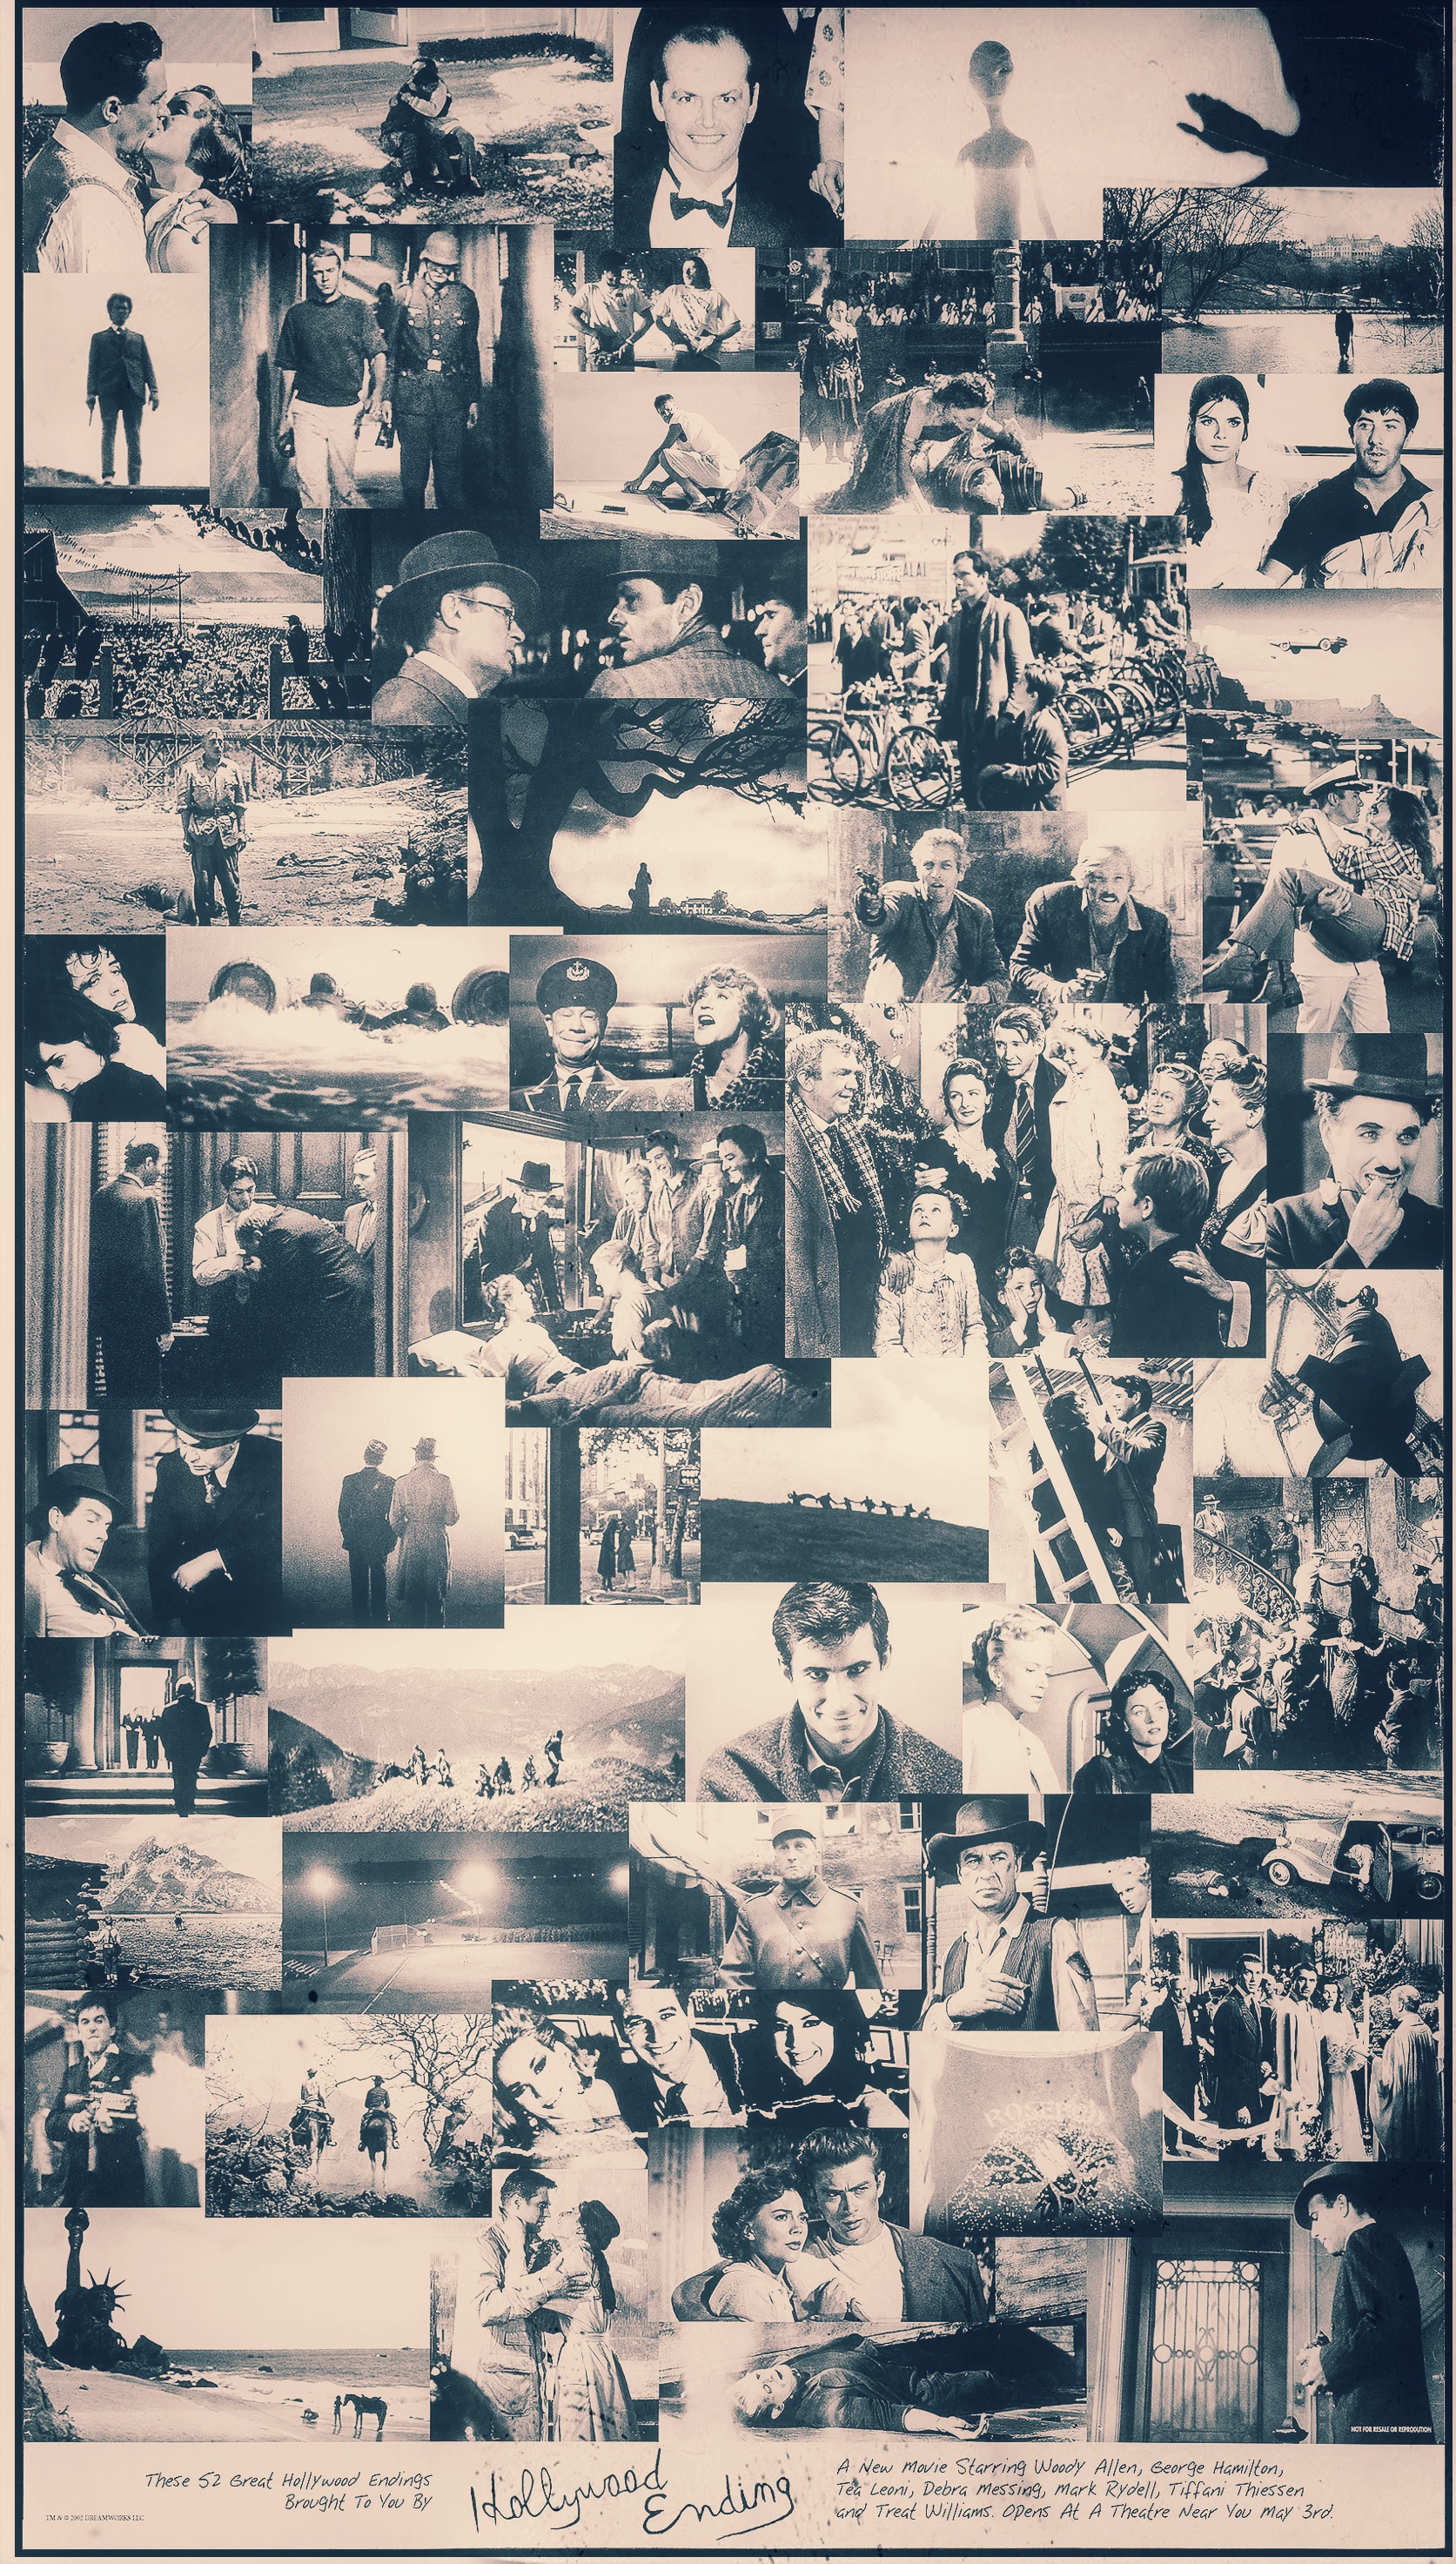 ROSEBUD
NOT FOR RESALE OR REPRODUTION
These 52 Great Hollywood Endings
Brought To You By
TM & © 2002 DREAMWORKS LLC
Hollywood
Ending
A New Movie Starring Woody Allen, George Hamilton,
Téa Leoni, Debra Messing, Mark Rydell, Tiffani Thiessen
and Treat Williams. Opens At A Theatre Near You May 3rd.